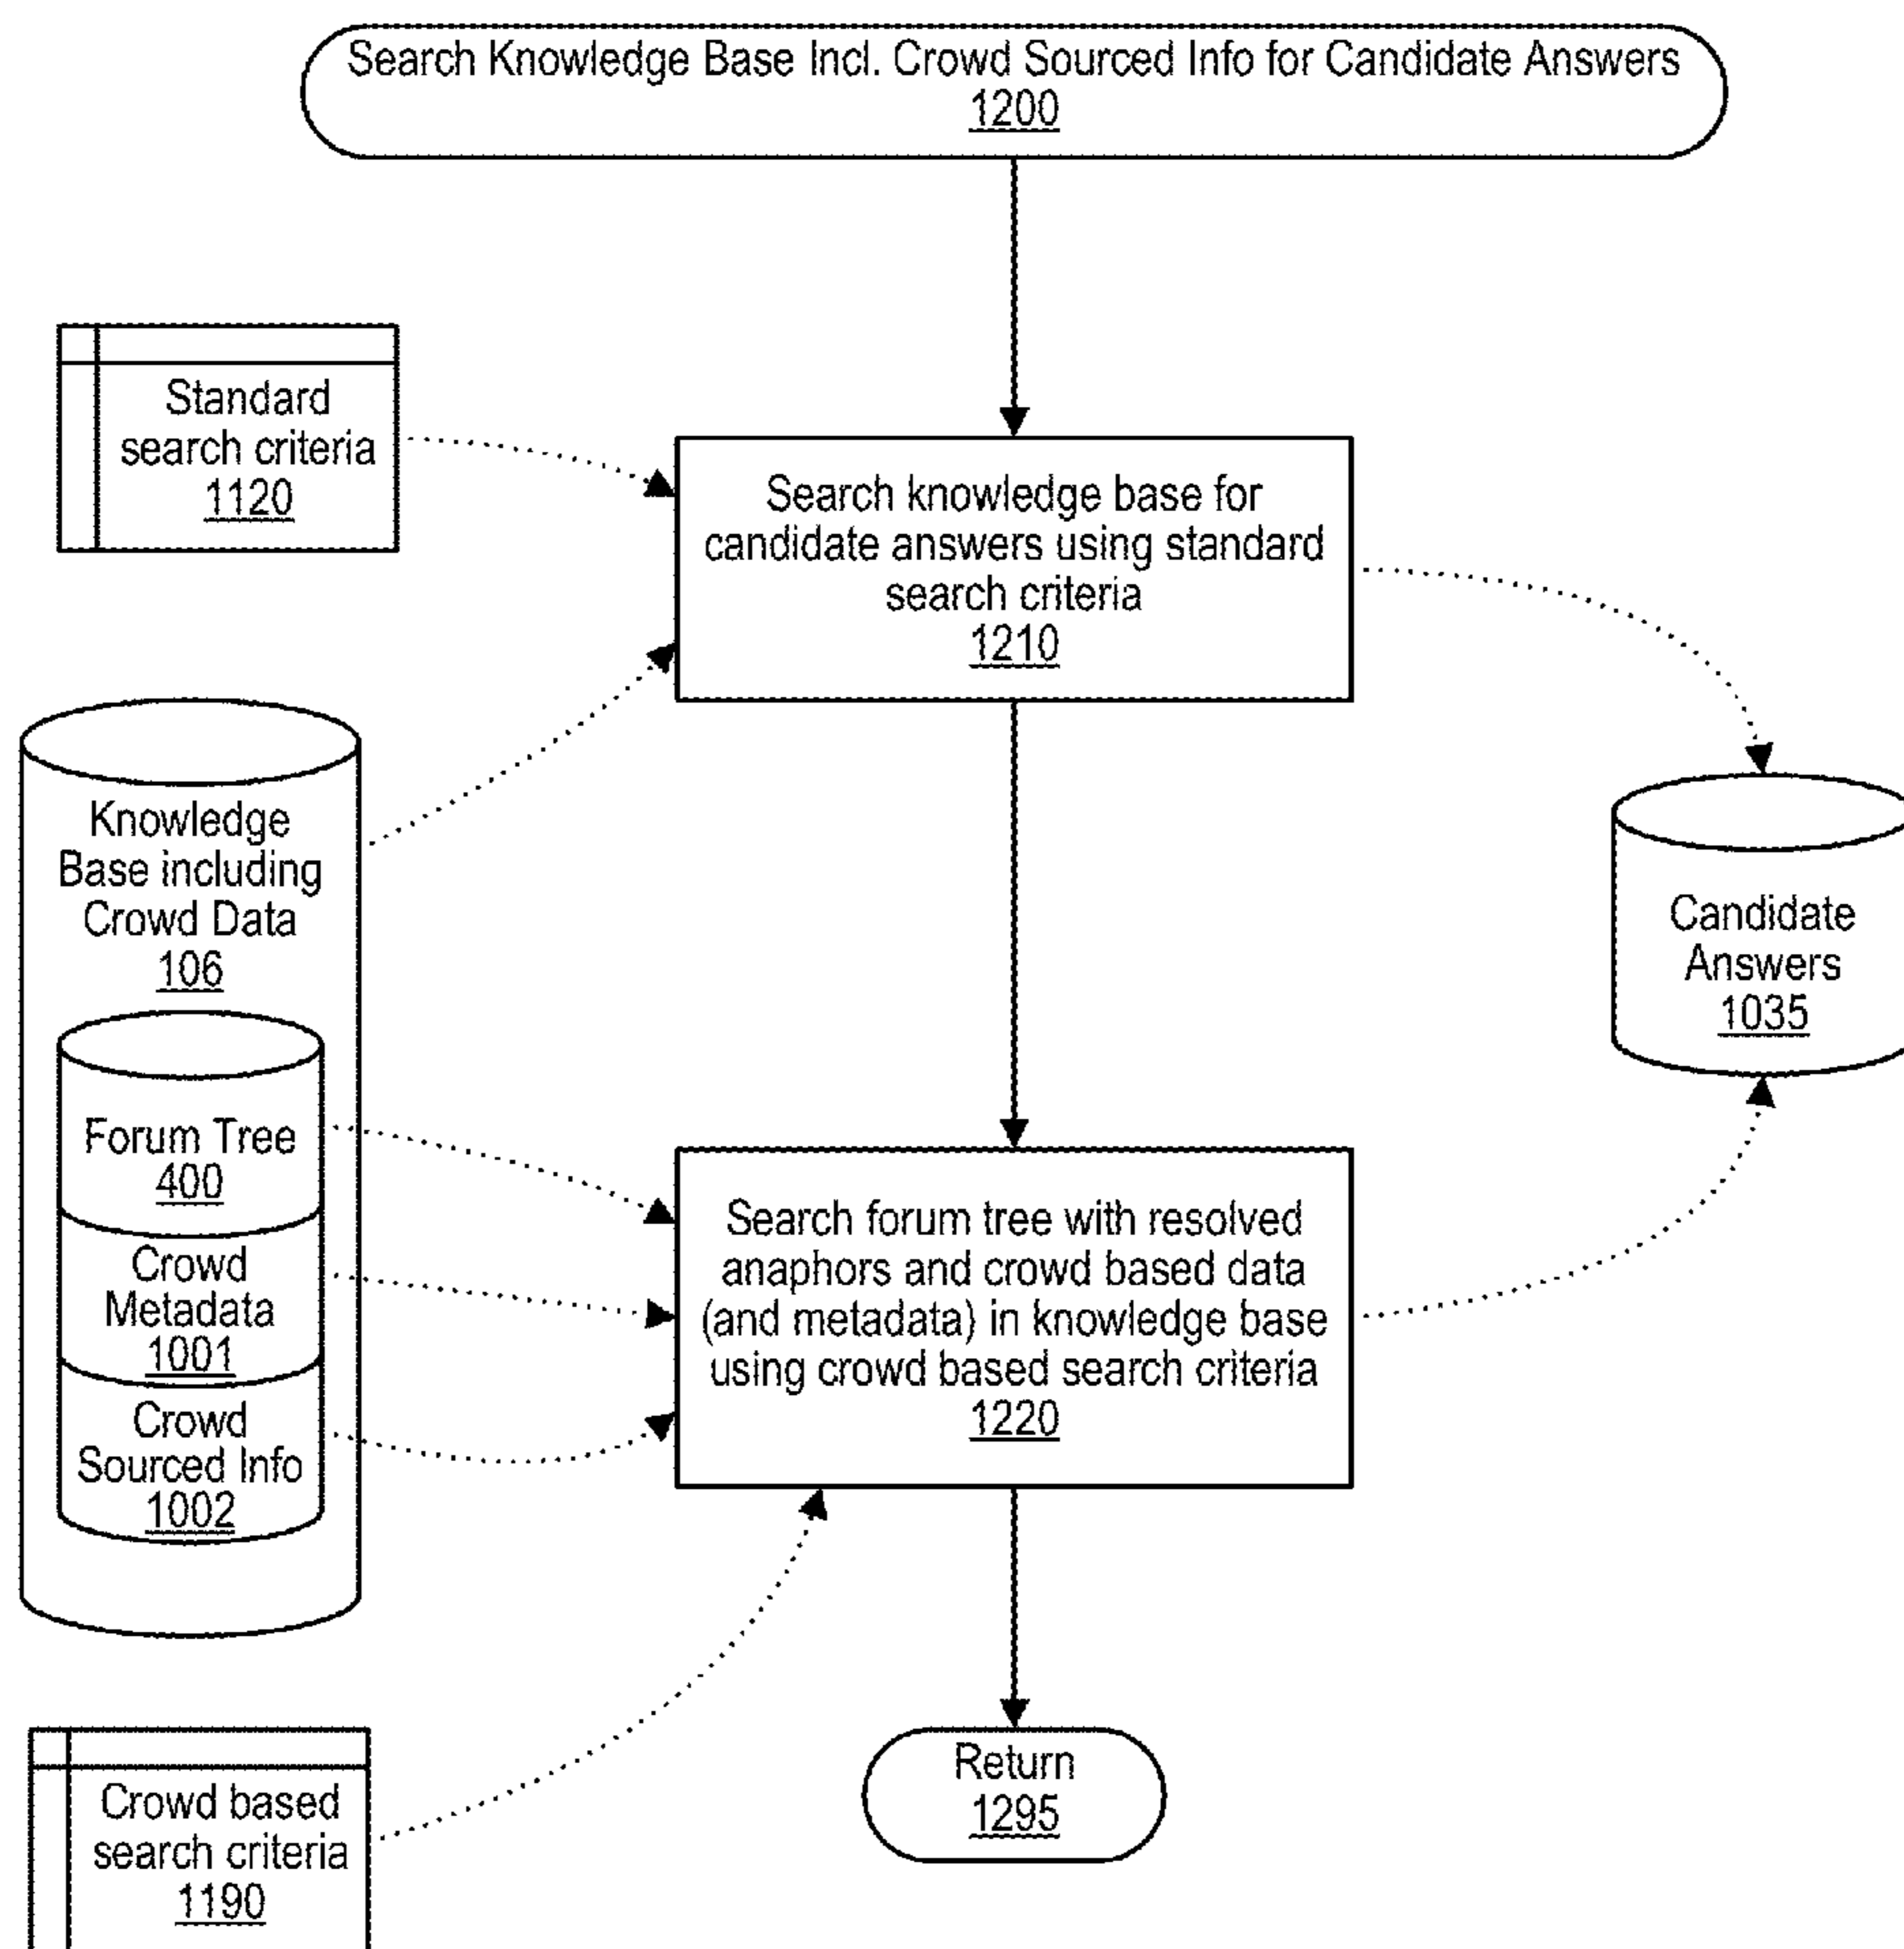 Search Knowledge Base Incl. Crowd Sourced Info for Candidate Answers
1200
Standard
search criteria
1120
Search knowledge base for
candidate answers using standard
search criteria
1210
Knowledge
Base including
Crowd Data
106
Candidate
Answers
1035
Forum Tree
400
Crowd
Metadata
1001
Crowd
Sourced Info
1002
Search forum tree with resolved
anaphors and crowd based data
(and metadata) in knowledge base
using crowd based search criteria
1220
Crowd based
search criteria
1190
Return
1295